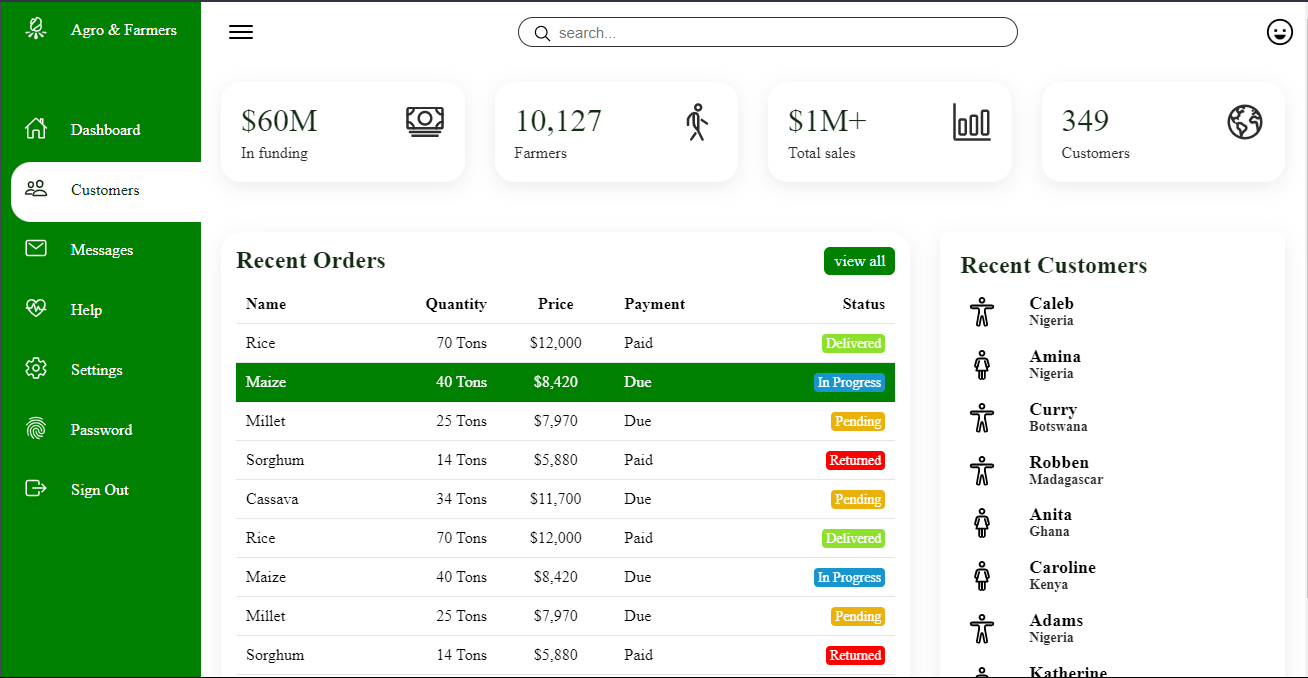 Agro & Farmers
search...
Dashboard
Customers
Messages
Help
Settings
Password
Sign Out
$60M
In funding
10,127
Farmers
$1M+
Total sales
349
Customers
Recent Orders
view all
Name Quantity Price Payment Status
Rice 70 Tons $12,000 Paid Delivered
Maize 40 Tons $8,420 Due In Progress
Millet 25 Tons $7,970 Due Pending
Sorghum 14 Tons $5,880 Paid Returned
Cassava 34 Tons $11,700 Due Pending
Rice 70 Tons $12,000 Paid Delivered
Maize 40 Tons $8,420 Due In Progress
Millet 25 Tons $7,970 Due Pending
Sorghum 14 Tons $5,880 Paid Returned
Recent Customers
Caleb
Nigeria
Amina
Nigeria
Curry
Botswana
Robben
Madagascar
Anita
Ghana
Caroline
Kenya
Adams
Nigeria
Katherine